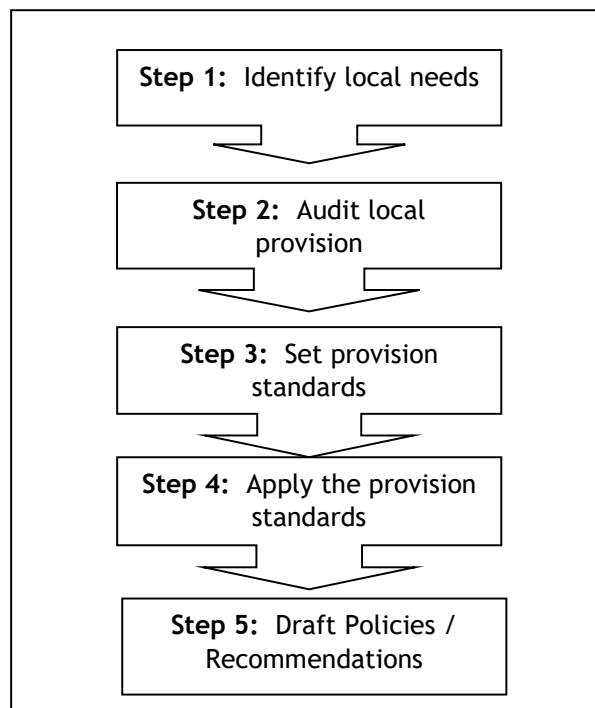 Step 1: Identify local needs
Step 2: Audit local
provision
Step 3: Set provision
standards
Step 4: Apply the provision
standards
Step 5: Draft Policies /
Recommendations